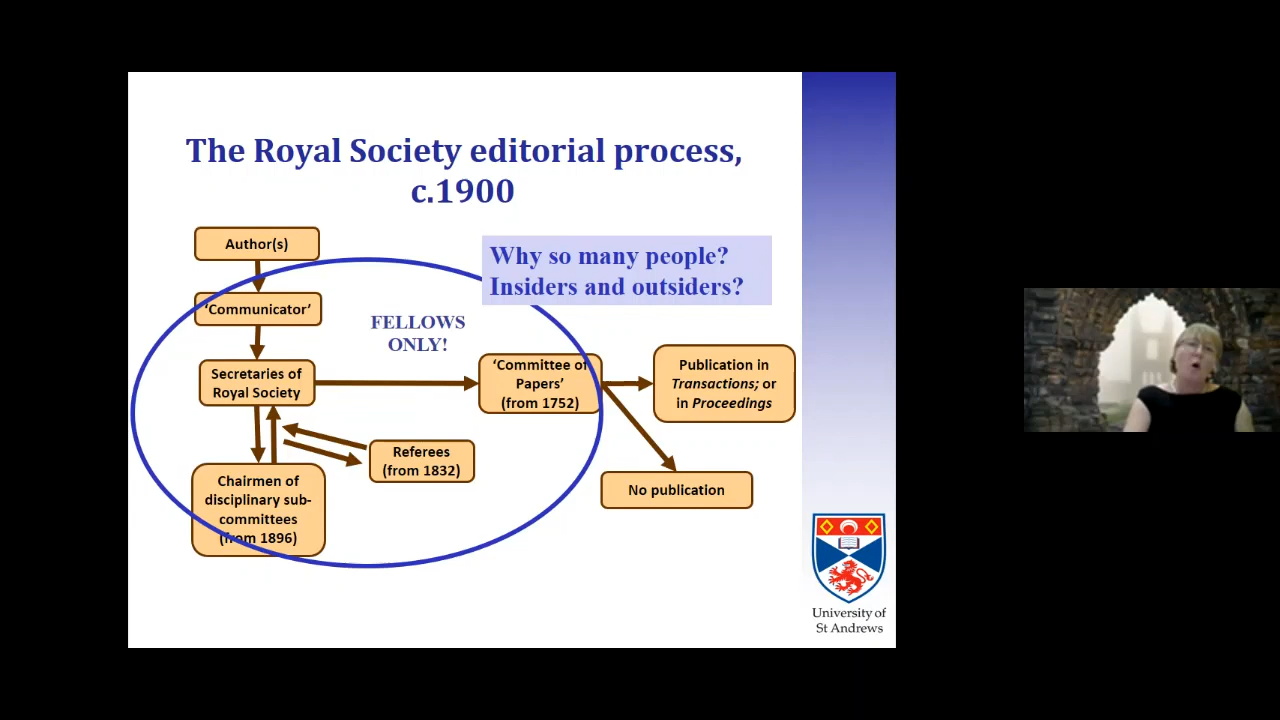 The Royal Society editorial process,
c.1900
Author(s)
Why so many people?
Insiders and outsiders?
‘Communicator’
FELLOWS
ONLY!
Secretaries of
Royal Society
‘Committee of
Papers’
(from 1752)
Publication in
Transactions; or
in Proceedings
Referees
(from 1832)
Chairmen of
disciplinary sub-
committees
(from 1896)
No publication
University of
St Andrews